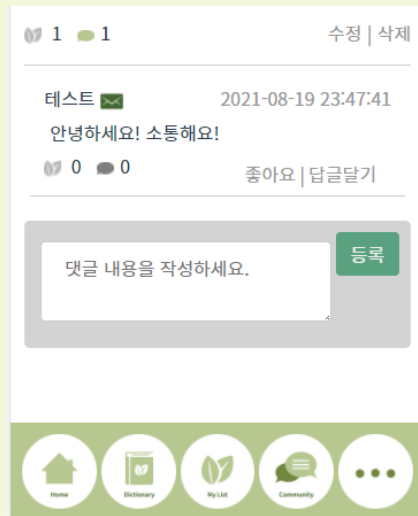 1 1 수정 | 삭제
테스트 2021-08-19 23:47:41
안녕하세요! 소통해요!
0 0 좋아요 | 답글달기
댓글 내용을 작성하세요.
등록
Home Dictionary My List Community